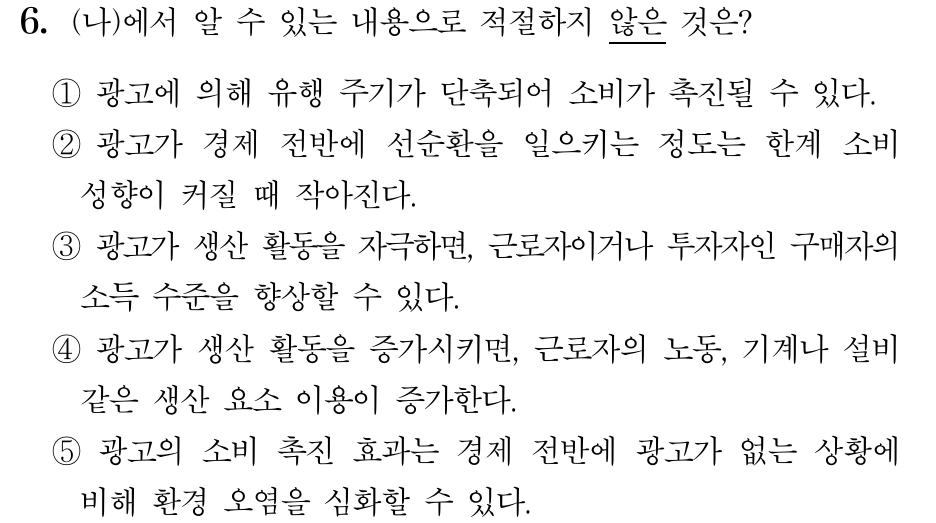 6. (나)에서 알 수 있는 내용으로 적절하지 않은 것은?
① 광고에 의해 유행 주기가 단축되어 소비가 촉진될 수 있다.
② 광고가 경제 전반에 선순환을 일으키는 정도는 한계 소비
성향이 커질 때 작아진다.
③ 광고가 생산 활동을 자극하면, 근로자이거나 투자자인 구매자의
소득 수준을 향상할 수 있다.
④ 광고가 생산 활동을 증가시키면, 근로자의 노동, 기계나 설비
같은 생산 요소 이용이 증가한다.
⑤ 광고의 소비 촉진 효과는 경제 전반에 광고가 없는 상황에
비해 환경 오염을 심화할 수 있다.